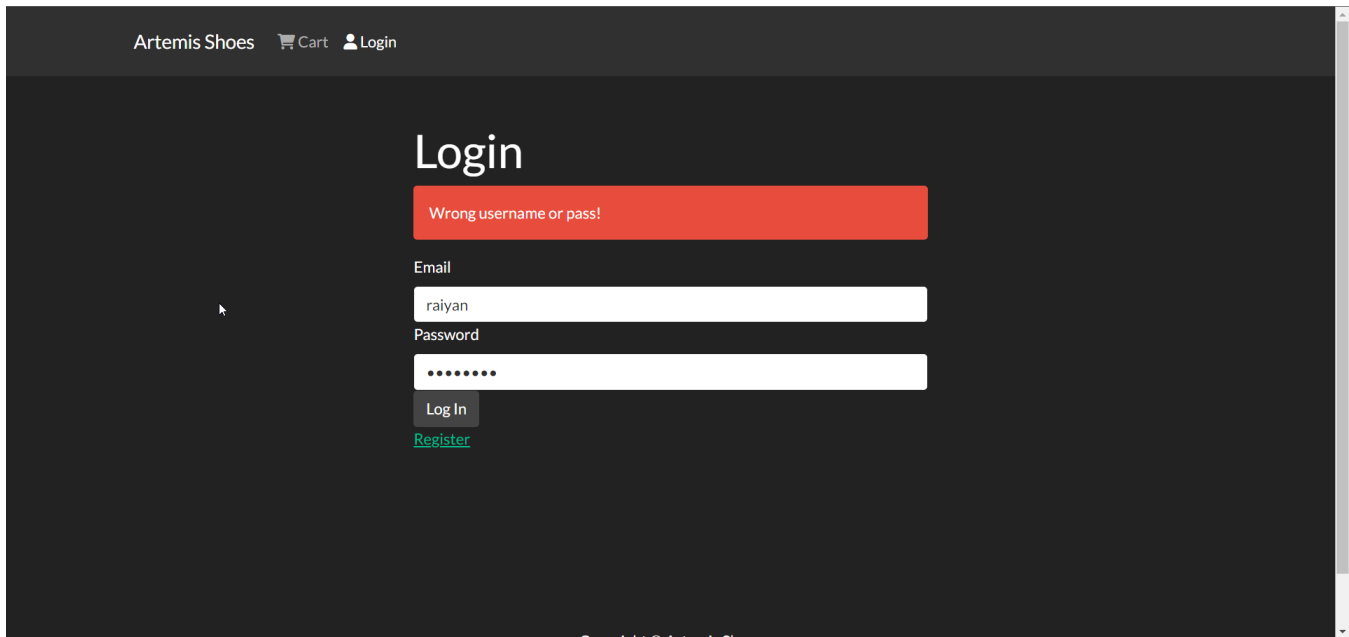 Artemis Shoes Cart Login
Login
Wrong username or pass!
Email
raiyan
Password
••••••••
Log In
Register